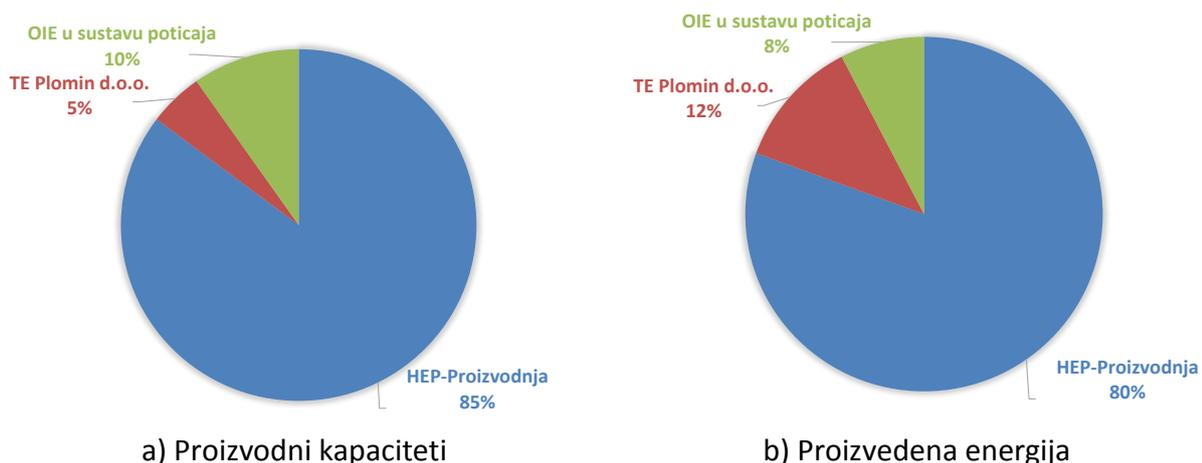 OIE u sustavu poticaja
10%
TE Plomin d.o.o.
5%
HEP-Proizvodnja
85%
a) Proizvodni kapaciteti
OIE u sustavu poticaja
8%
TE Plomin d.o.o.
12%
HEP-Proizvodnja
80%
b) Proizvedena energija